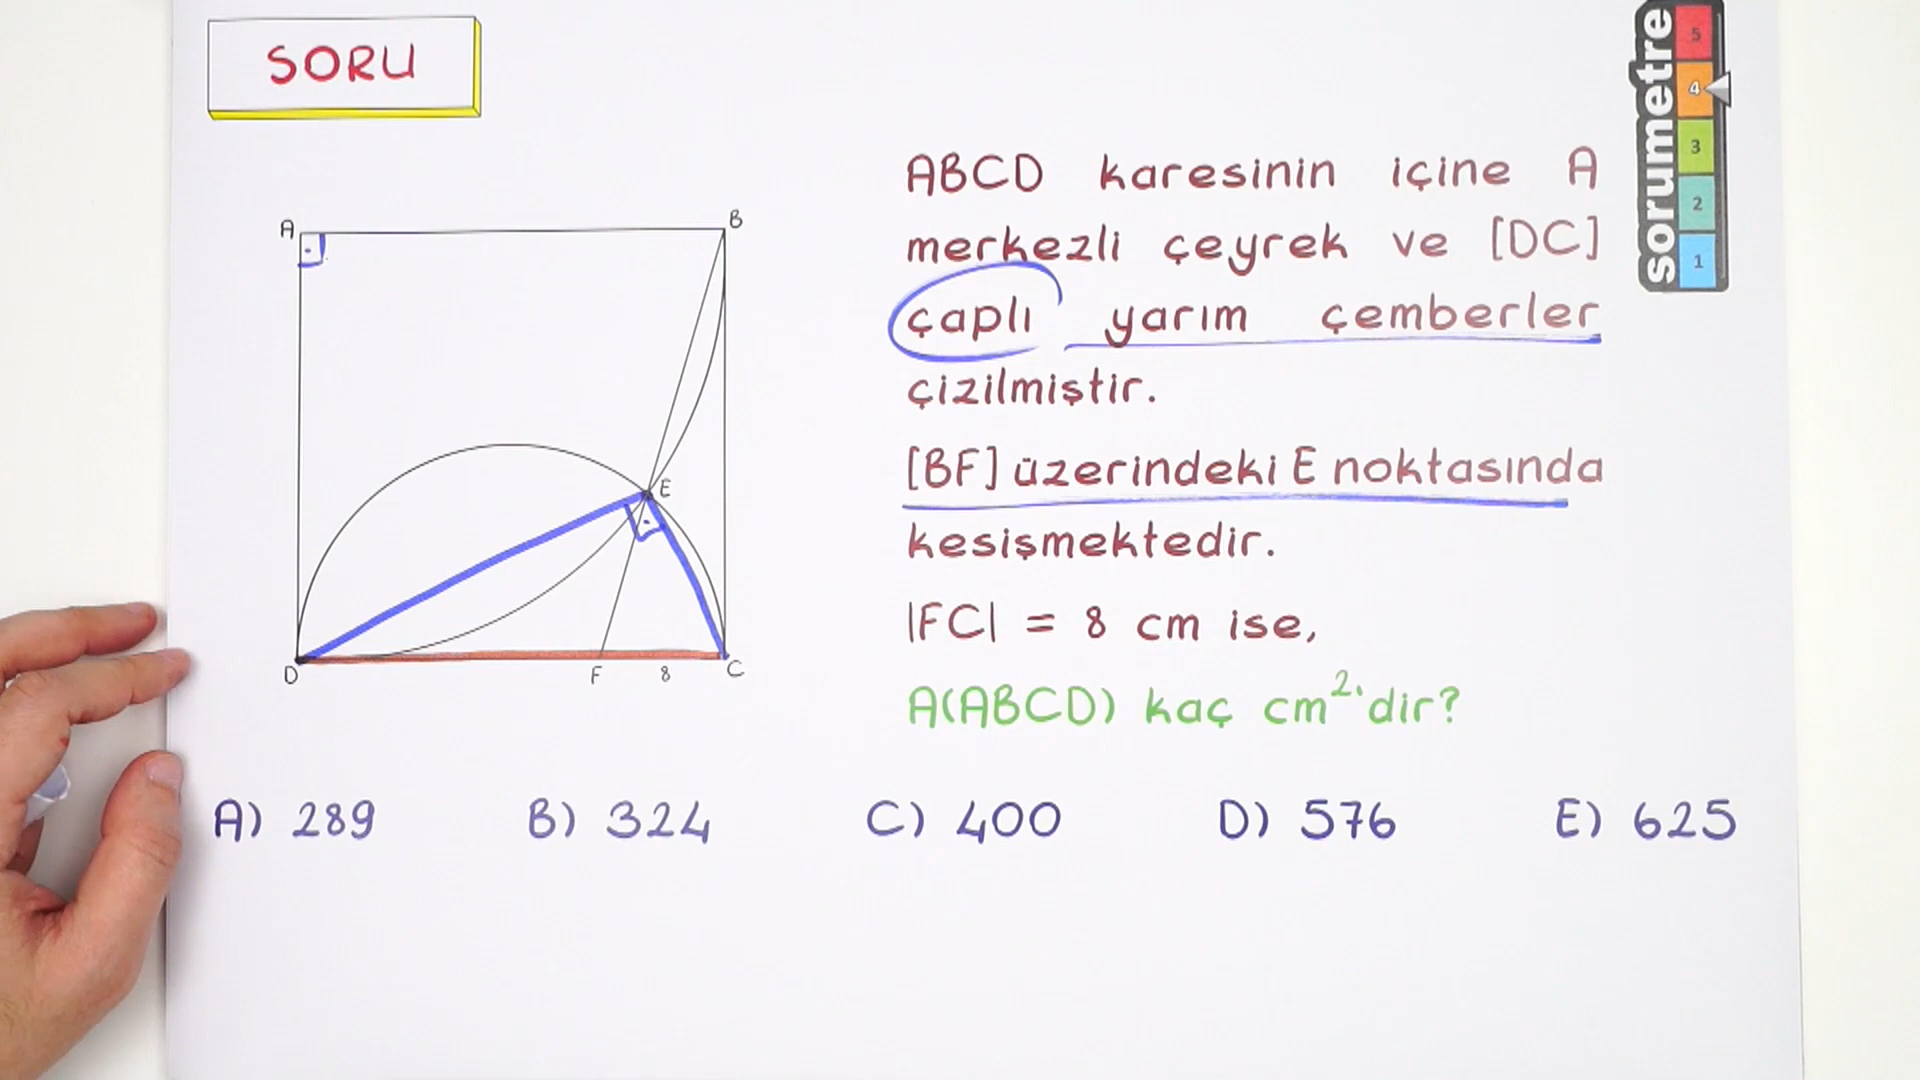 SORU
sorumetre
5
4
3
2
1
ABCD karesinin içine A
merkezli çeyrek ve [DC]
çaplı yarım çemberler
çizilmiştir.
[BF] üzerindeki E noktasında
kesişmektedir.
|FC| = 8 cm ise,
A(ABCD) kaç cm²'dir?
A
B
E
D
F
8
C
A) 289
B) 324
C) 400
D) 576
E) 625